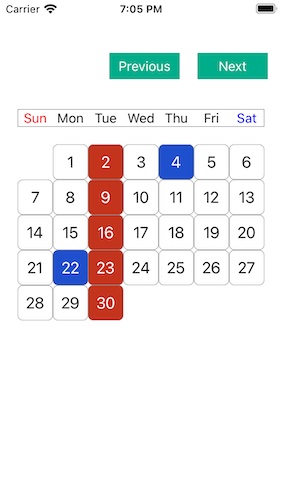 Carrier 7:05 PM
Previous Next
Sun Mon Tue Wed Thu Fri Sat
1 2 3 4 5 6
7 8 9 10 11 12 13
14 15 16 17 18 19 20
21 22 23 24 25 26 27
28 29 30